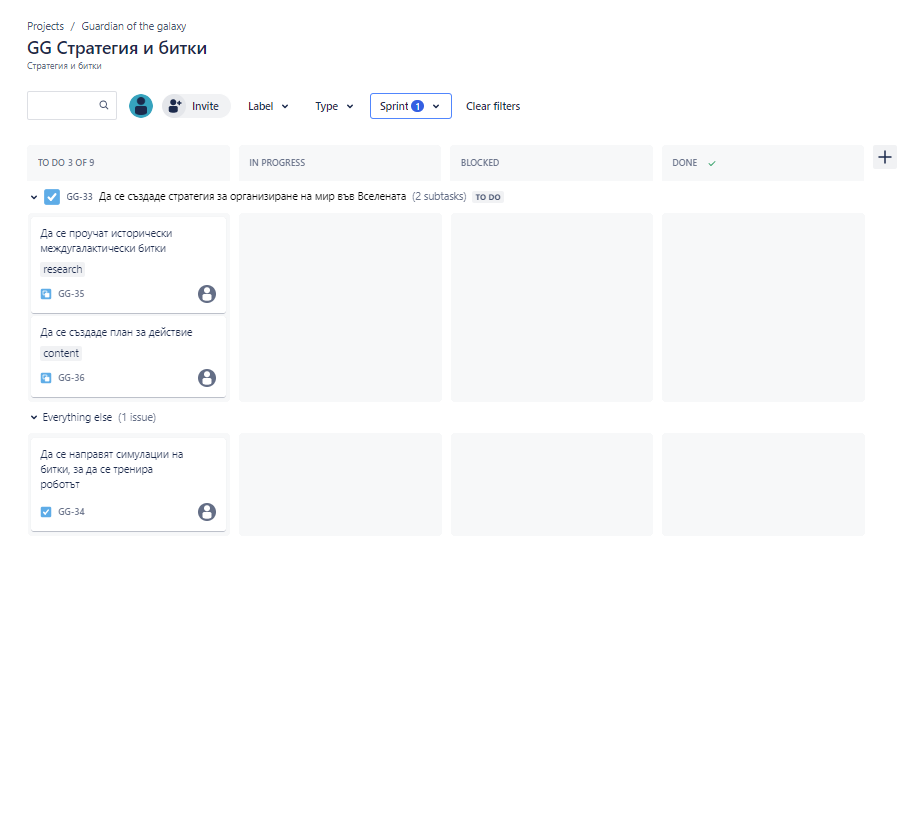 Projects / Guardian of the galaxy
GG Стратегия и битки
Стратегия и битки
Invite
Label
Type
Sprint 1
Clear filters
TO DO 3 OF 9
IN PROGRESS
BLOCKED
DONE
GG-33 Да се създаде стратегия за организиране на мир във Вселената (2 subtasks) TO DO
Да се проучат исторически
междугалактически битки
research
GG-35
Да се създаде план за действие
content
GG-36
Everything else (1 issue)
Да се направят симулации на
битки, за да се тренира
роботът
GG-34